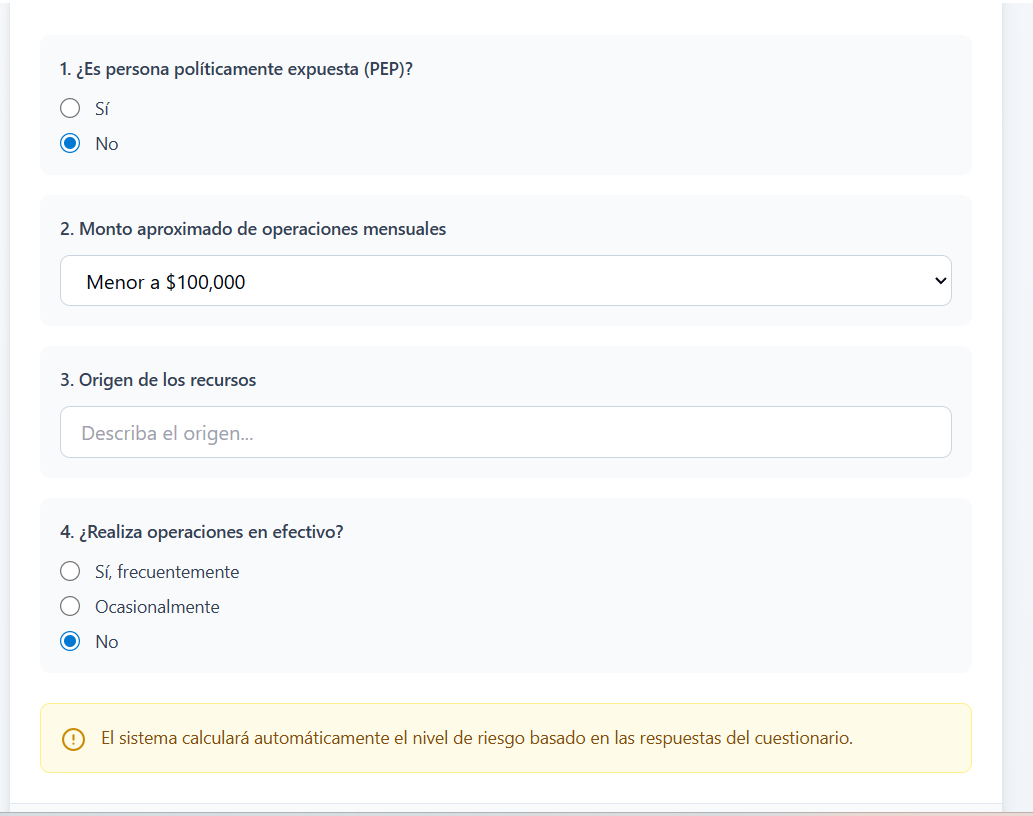 1. ¿Es persona políticamente expuesta (PEP)?
Sí
No
2. Monto aproximado de operaciones mensuales
Menor a $100,000
3. Origen de los recursos
Describa el origen...
4. ¿Realiza operaciones en efectivo?
Sí, frecuentemente
Ocasionalmente
No
El sistema calculará automáticamente el nivel de riesgo basado en las respuestas del cuestionario.